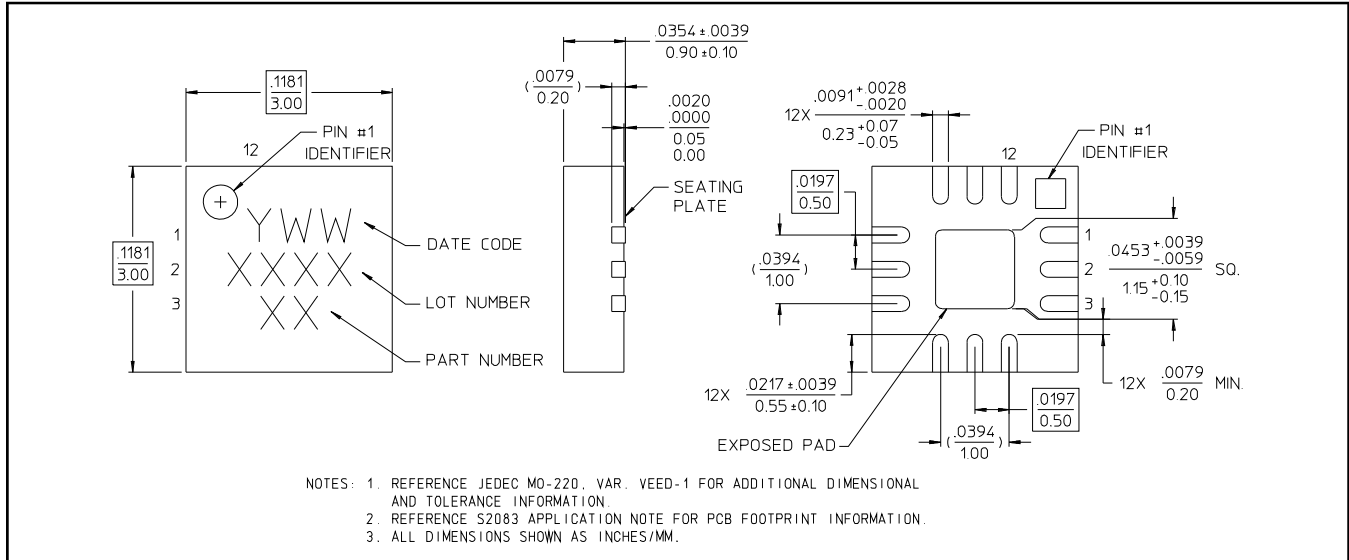 .1181
3.00
PIN #1
IDENTIFIER
12
.1181
3.00
1
2
3
YWW
XXXX
XX
DATE CODE
LOT NUMBER
PART NUMBER
.0354 ±.0039
0.90 ±0.10
(.0079
0.20)
.0020
.0000
0.05
0.00
SEATING
PLATE
12X .0091 +.0028
-.0020
0.23 +0.07
-0.05
12
PIN #1
IDENTIFIER
.0197
0.50
(.0394
1.00)
1
2
3
.0453 +.0039
-.0059
1.15 +0.10
-0.15
SQ.
12X .0217 ±.0039
0.55 ±0.10
12X .0079
0.20 MIN.
.0197
0.50
(.0394
1.00)
EXPOSED PAD
NOTES: 1. REFERENCE JEDEC MO-220, VAR. VEED-1 FOR ADDITIONAL DIMENSIONAL
AND TOLERANCE INFORMATION.
2. REFERENCE S2083 APPLICATION NOTE FOR PCB FOOTPRINT INFORMATION.
3. ALL DIMENSIONS SHOWN AS INCHES/MM.